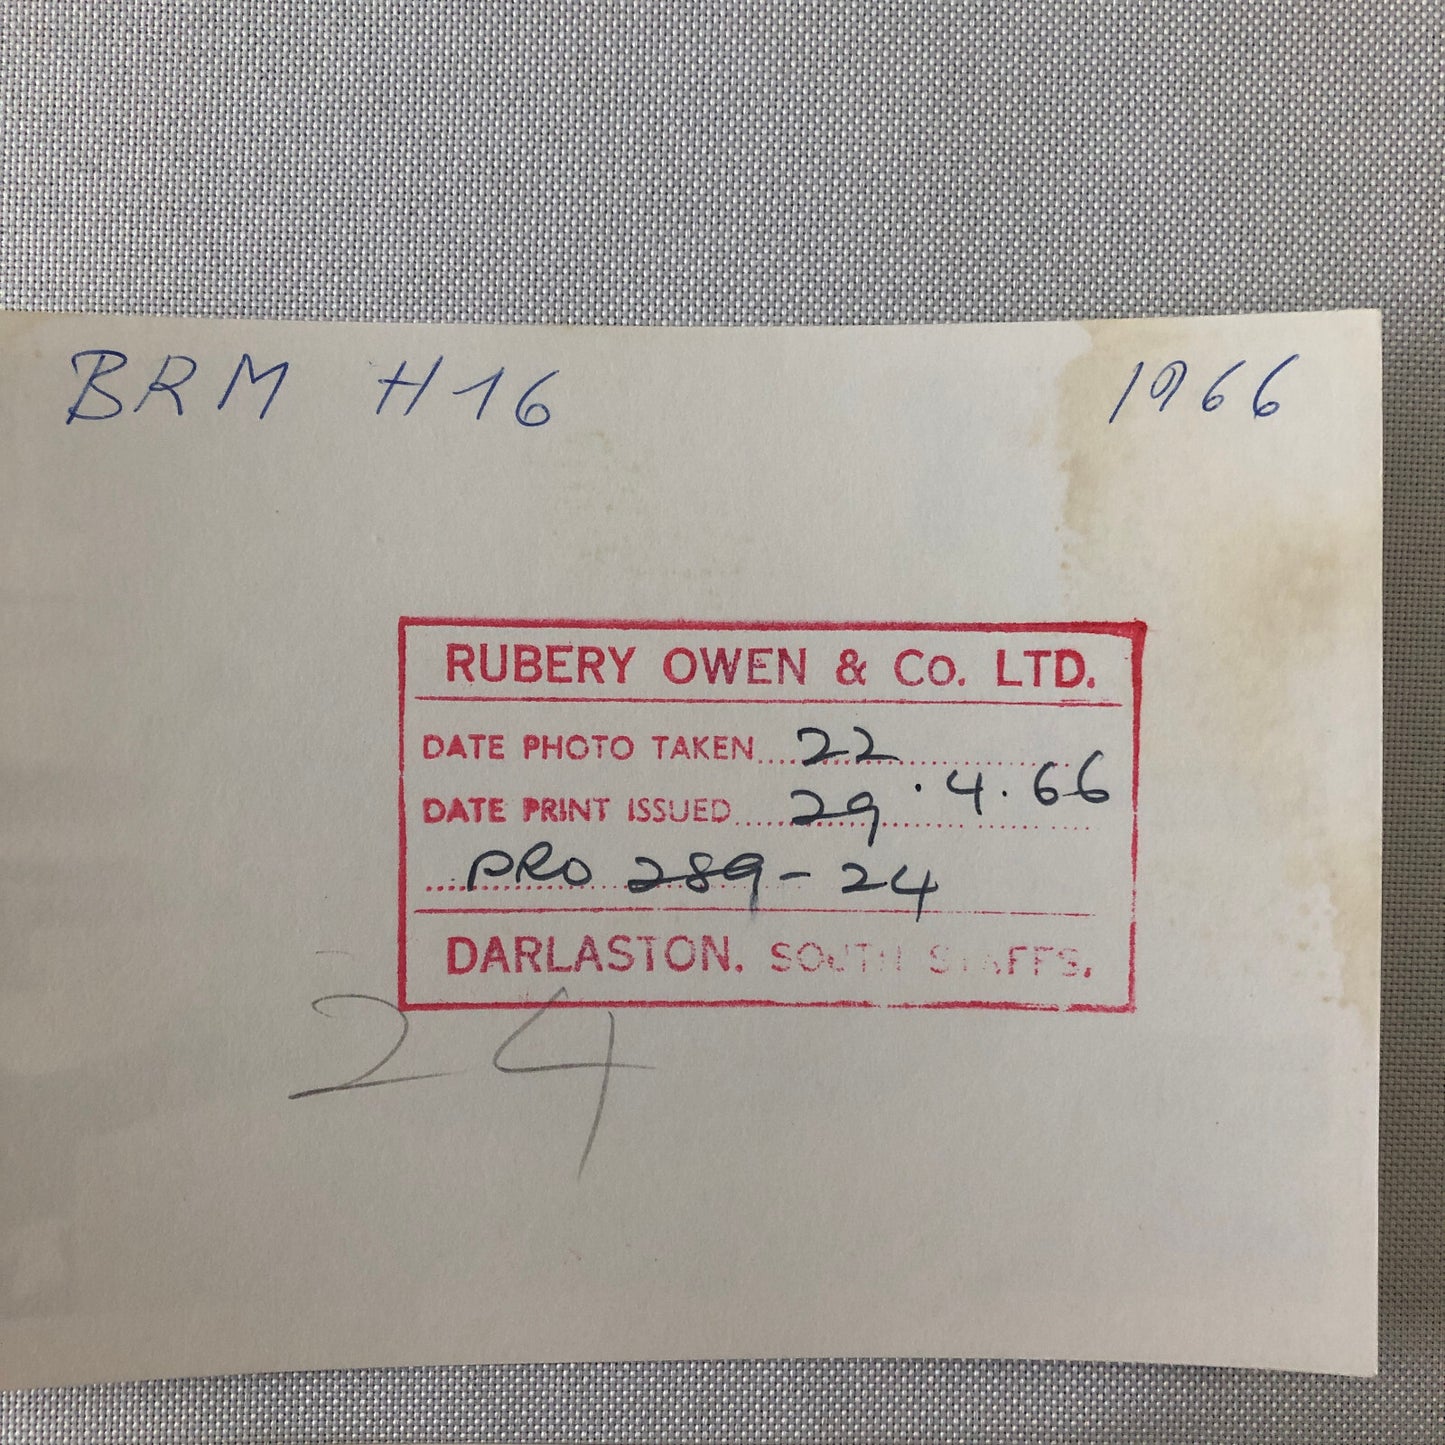 BRM H16 1966
RUBERY OWEN & Co. LTD.
DATE PHOTO TAKEN 22
. 4 . 66
DATE PRINT ISSUED 29
PRO 289-24
DARLASTON. SOUTH STAFFS.
24